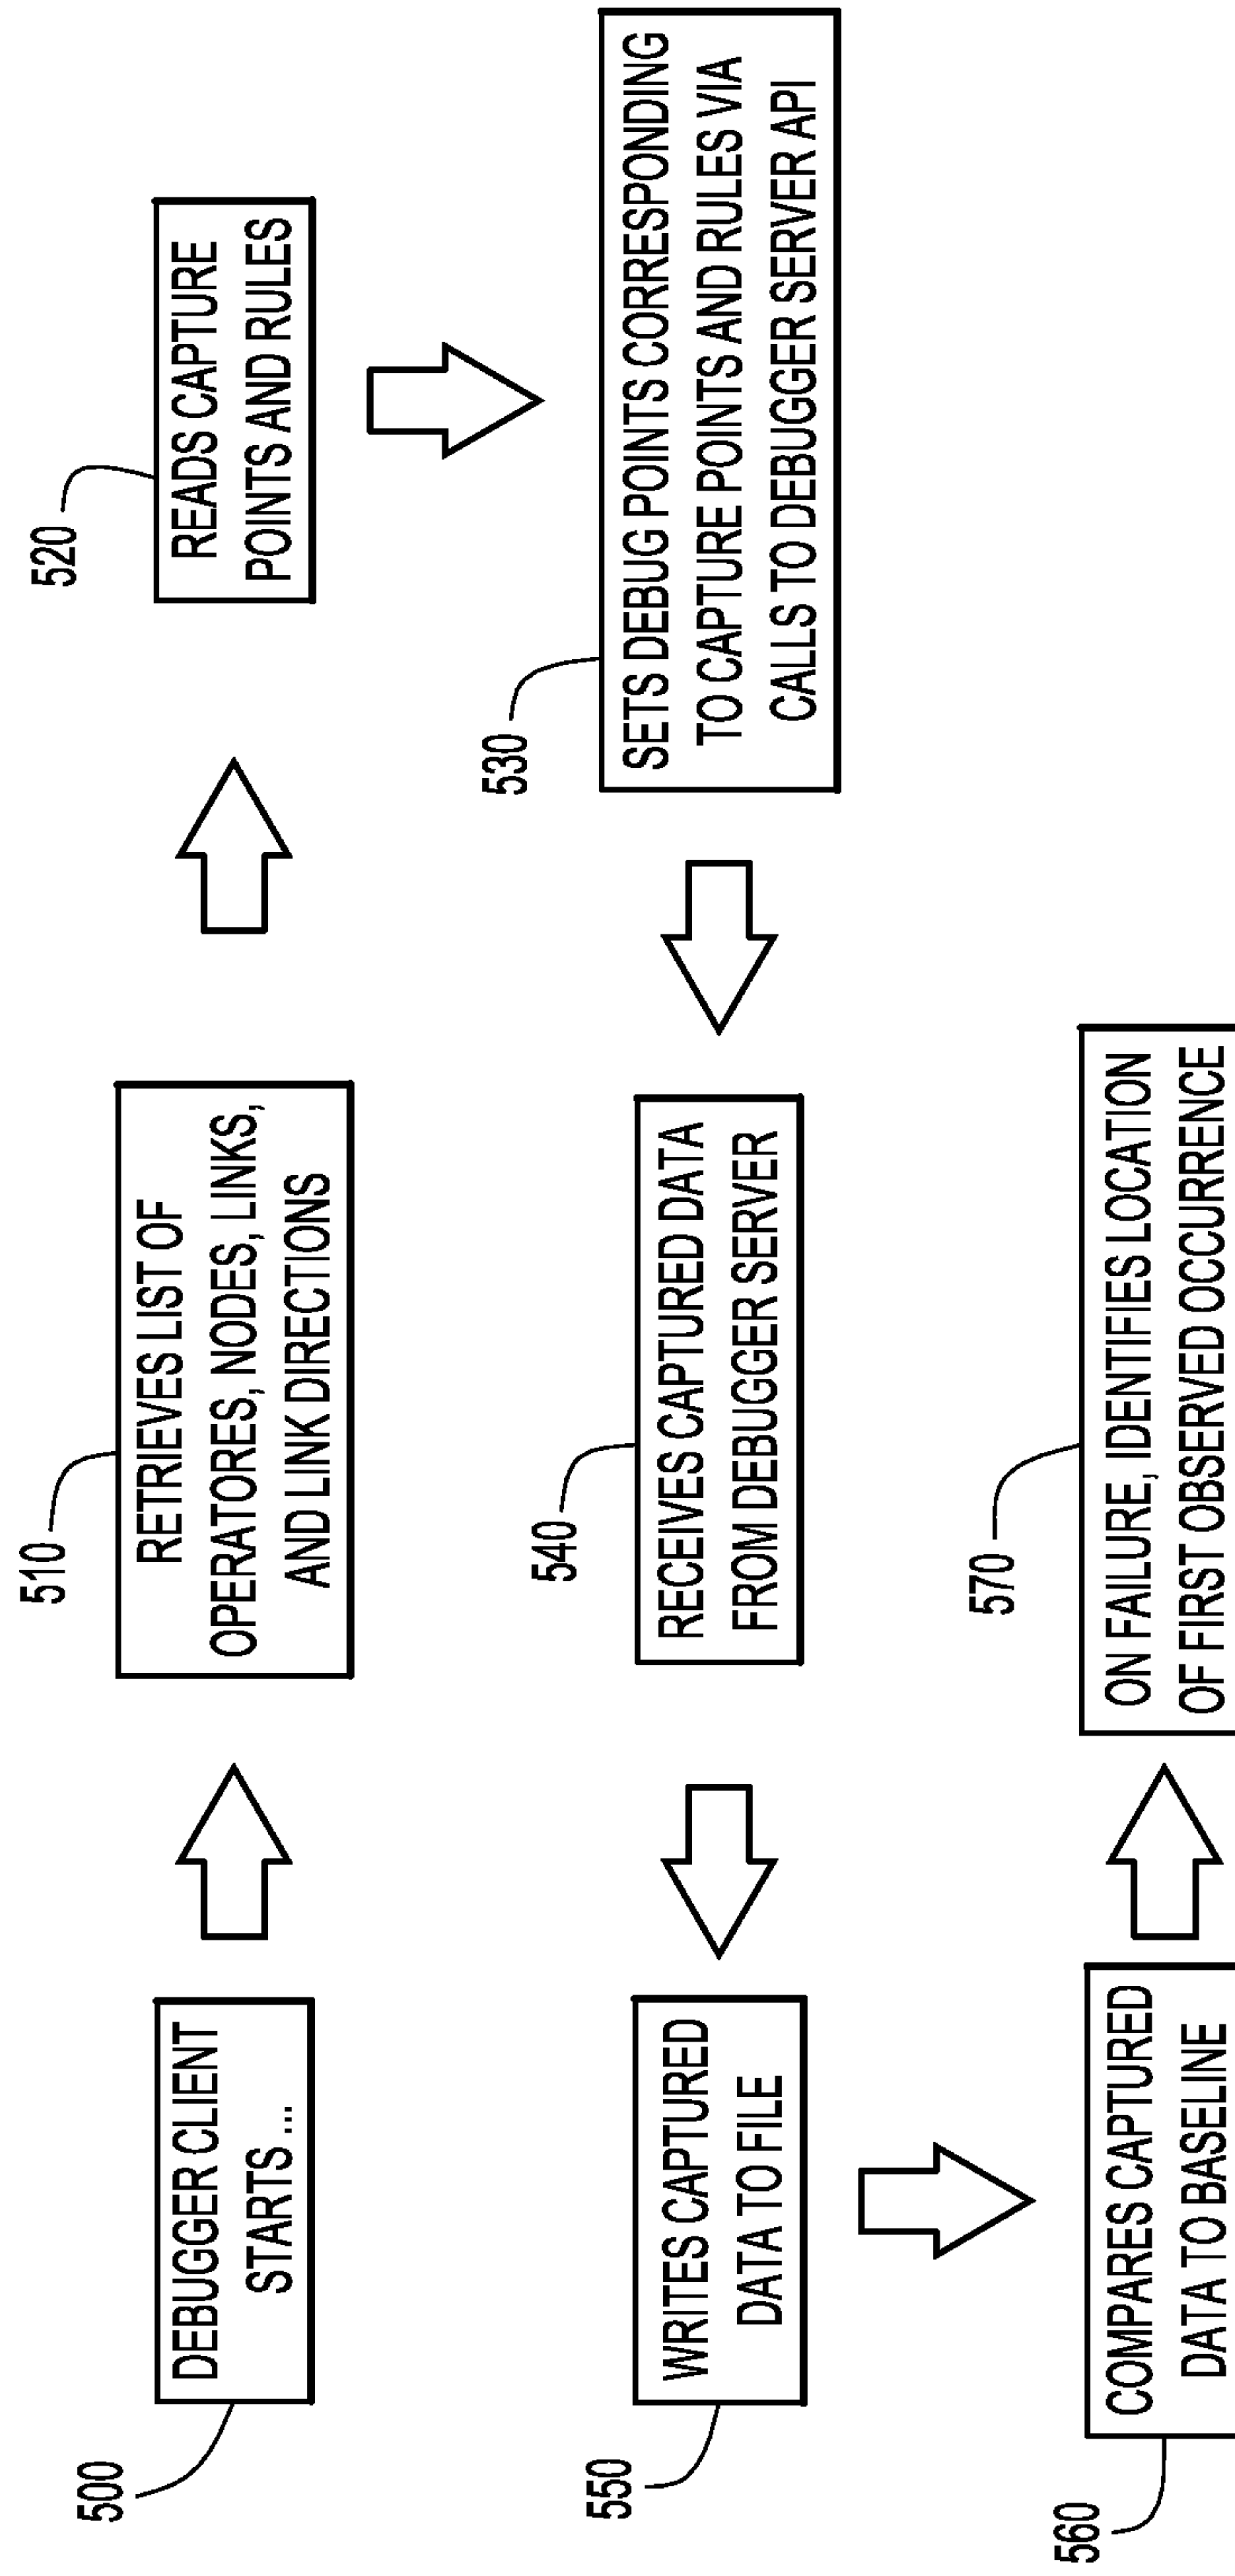 500
DEBUGGER CLIENT
STARTS ...
510
RETRIEVES LIST OF
OPERATORES, NODES, LINKS,
AND LINK DIRECTIONS
520
READS CAPTURE
POINTS AND RULES
530
SETS DEBUG POINTS CORRESPONDING
TO CAPTURE POINTS AND RULES VIA
CALLS TO DEBUGGER SERVER API
540
RECEIVES CAPTURED DATA
FROM DEBUGGER SERVER
550
WRITES CAPTURED
DATA TO FILE
560
COMPARES CAPTURED
DATA TO BASELINE
570
ON FAILURE, IDENTIFIES LOCATION
OF FIRST OBSERVED OCCURRENCE